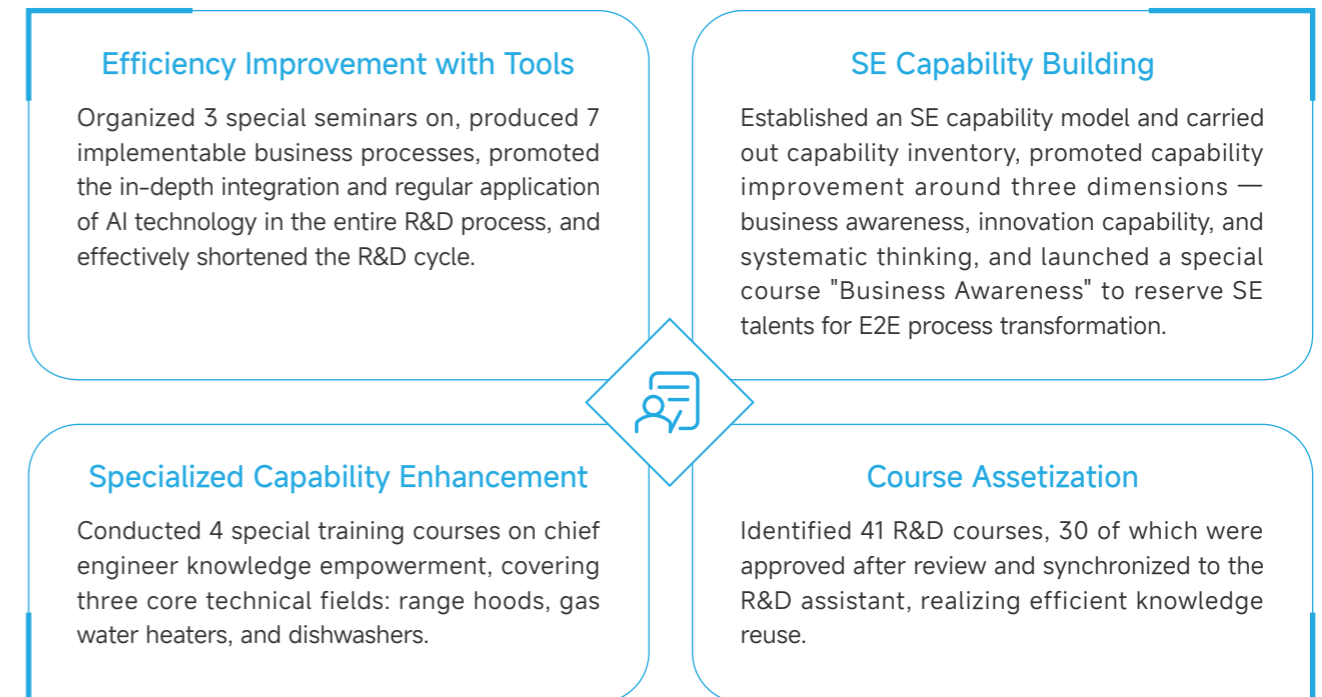 Efficiency Improvement with Tools
Organized 3 special seminars on, produced 7
implementable business processes, promoted
the in-depth integration and regular application
of AI technology in the entire R&D process, and
effectively shortened the R&D cycle.
SE Capability Building
Established an SE capability model and carried
out capability inventory, promoted capability
improvement around three dimensions —
business awareness, innovation capability, and
systematic thinking, and launched a special
course "Business Awareness" to reserve SE
talents for E2E process transformation.
Specialized Capability Enhancement
Conducted 4 special training courses on chief
engineer knowledge empowerment, covering
three core technical fields: range hoods, gas
water heaters, and dishwashers.
Course Assetization
Identified 41 R&D courses, 30 of which were
approved after review and synchronized to the
R&D assistant, realizing efficient knowledge
reuse.